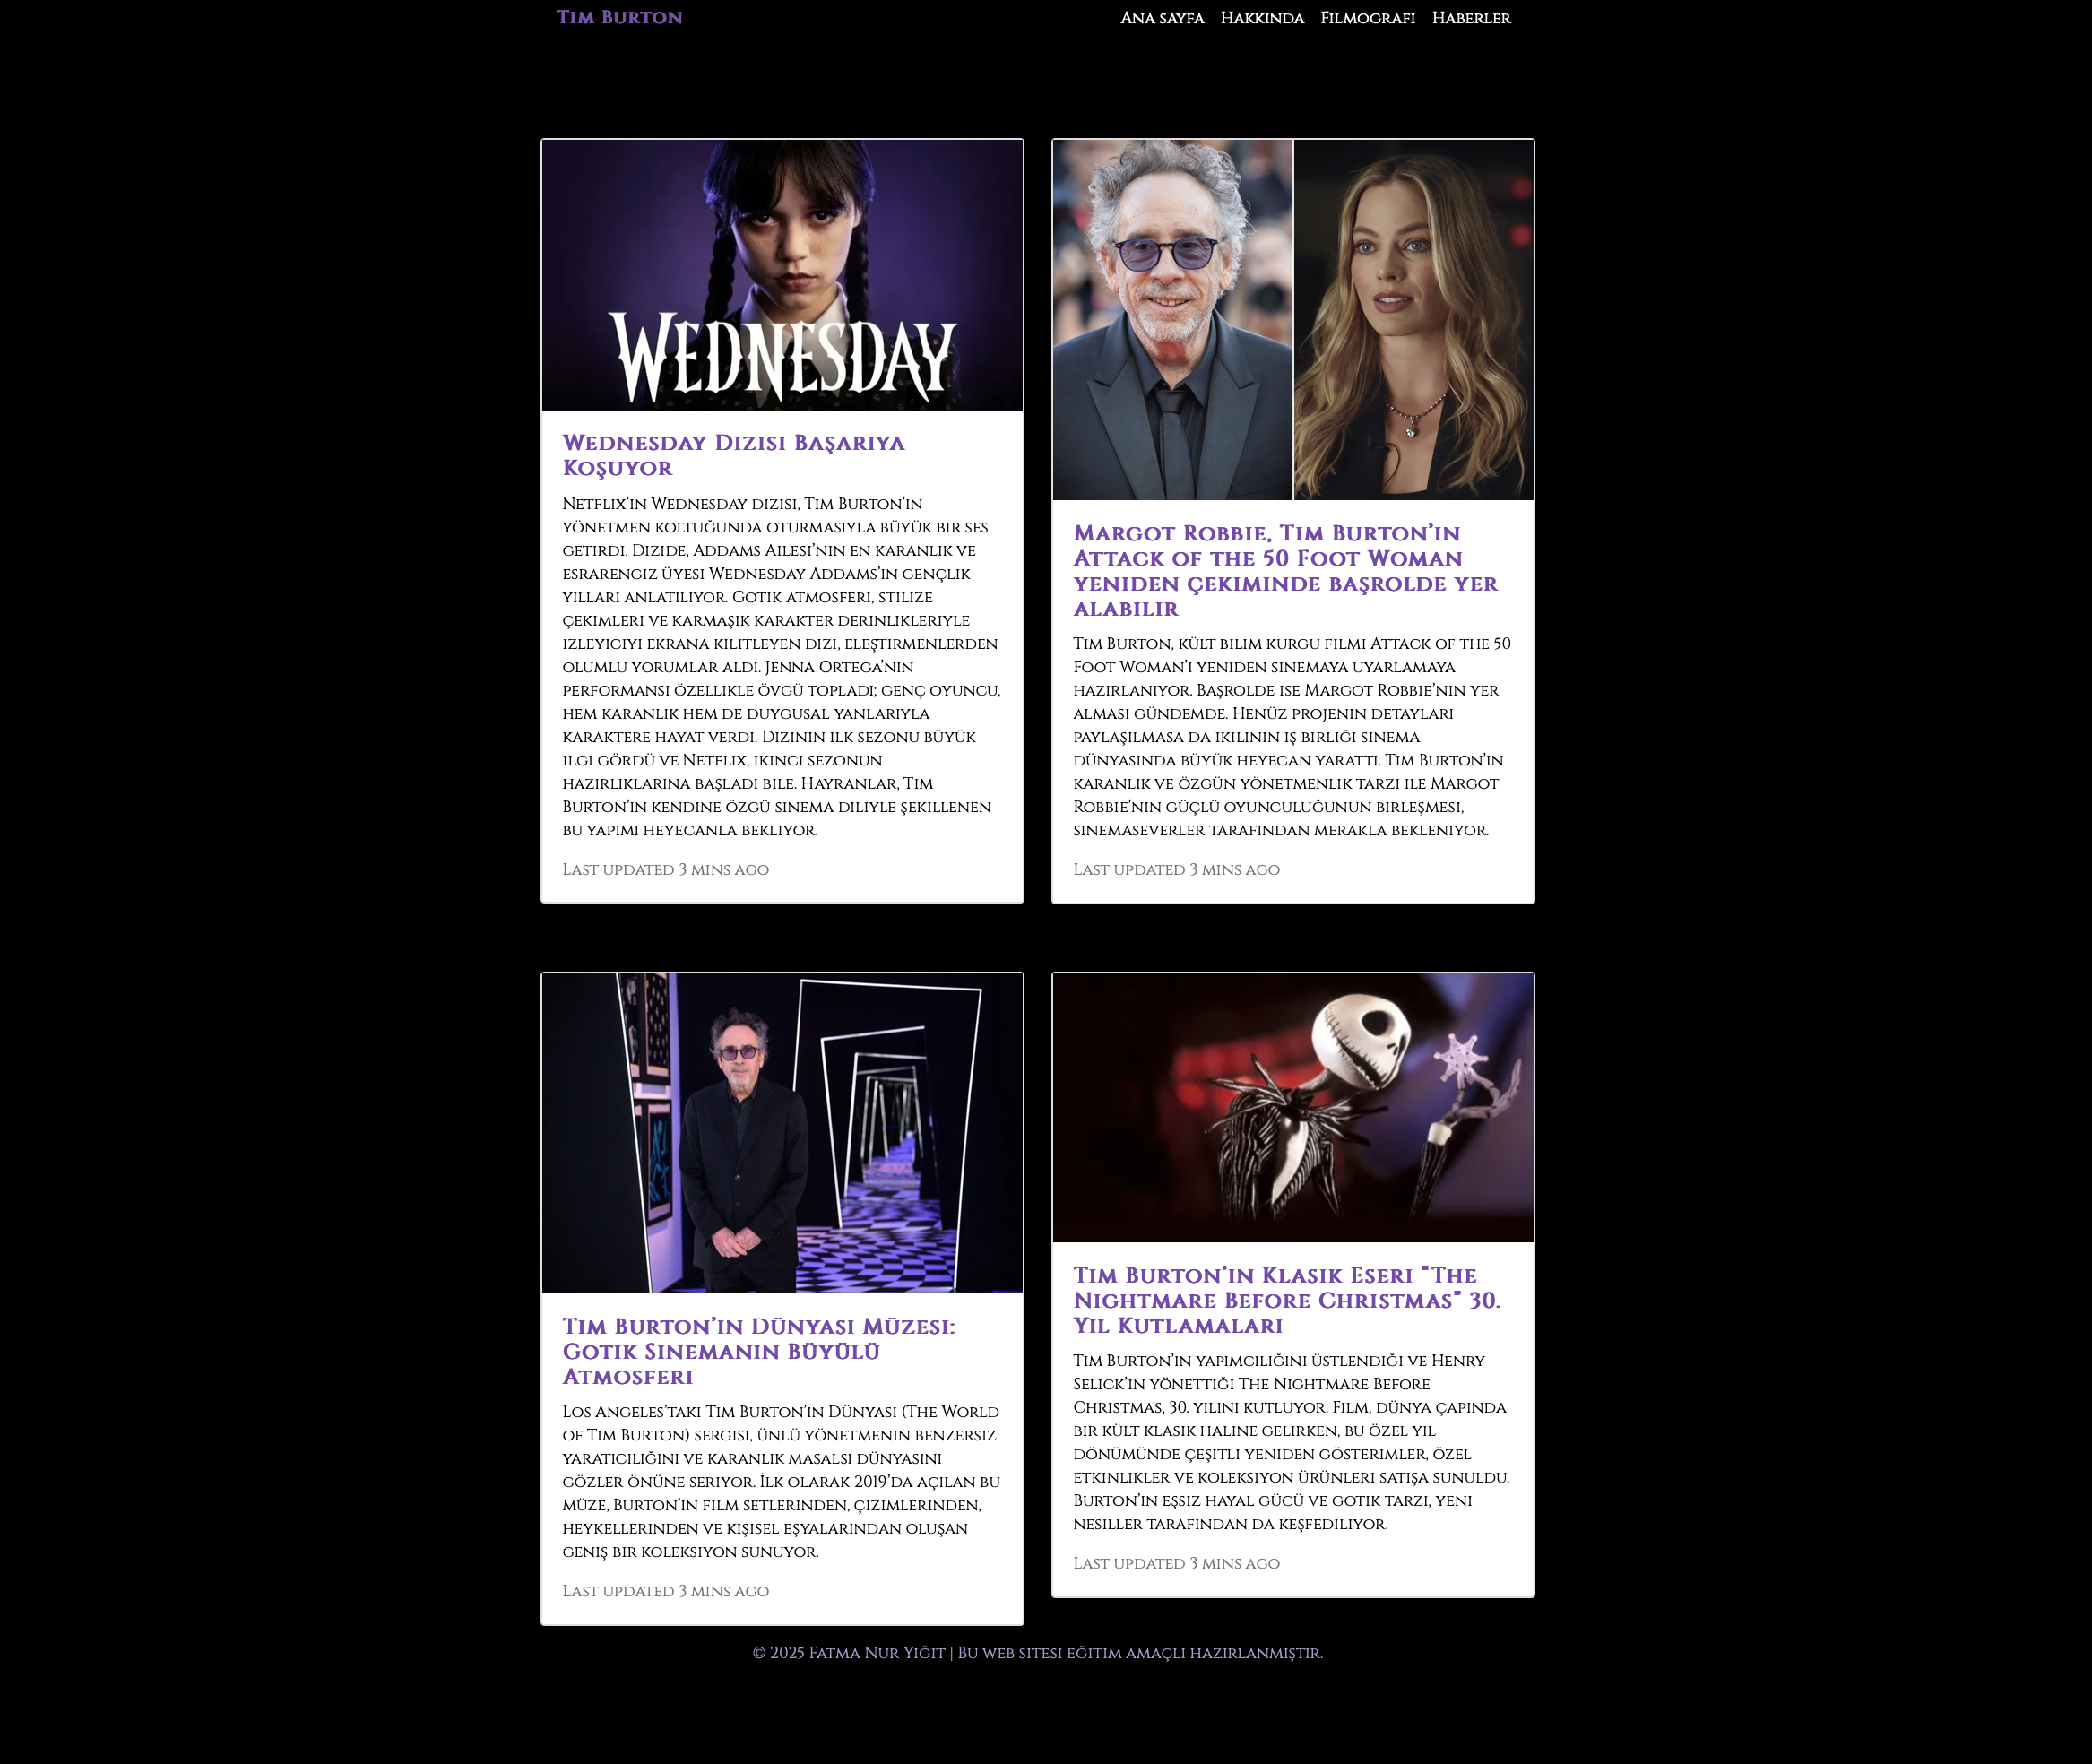 Tim Burton
Ana sayfa Hakkında Filmografi Haberler
WEDNESDAY
Wednesday Dizisi Başarıya
Koşuyor
Netflix’in Wednesday dizisi, Tim Burton’ın
yönetmen koltuğunda oturmasıyla büyük bir ses
getirdi. Dizide, Addams Ailesi’nin en karanlık ve
esrarengiz üyesi Wednesday Addams’ın gençlik
yılları anlatılıyor. Gotik atmosferi, stilize
çekimleri ve karmaşık karakter derinlikleriyle
izleyiciyi ekrana kilitleyen dizi, eleştirmenlerden
olumlu yorumlar aldı. Jenna Ortega’nın
performansı özellikle övgü topladı; genç oyuncu,
hem karanlık hem de duygusal yanlarıyla
karaktere hayat verdi. Dizinin ilk sezonu büyük
ilgi gördü ve Netflix, ikinci sezonun
hazırlıklarına başladı bile. Hayranlar, Tim
Burton’ın kendine özgü sinema diliyle şekillenen
bu yapımı heyecanla bekliyor.
Last updated 3 mins ago
Margot Robbie, Tim Burton’ın
Attack of the 50 Foot Woman
yeniden çekiminde başrolde yer
alabilir
Tim Burton, kült bilim kurgu filmi Attack of the 50
Foot Woman’ı yeniden sinemaya uyarlamaya
hazırlanıyor. Başrolde ise Margot Robbie’nin yer
alması gündemde. Henüz projenin detayları
paylaşılmasa da ikilinin iş birliği sinema
dünyasında büyük heyecan yarattı. Tim Burton’ın
karanlık ve özgün yönetmenlik tarzı ile Margot
Robbie’nin güçlü oyunculuğunun birleşmesi,
sinemaseverler tarafından merakla bekleniyor.
Last updated 3 mins ago
Tim Burton’ın Dünyası Müzesi:
Gotik Sinemanın Büyülü
Atmosferi
Los Angeles’taki Tim Burton’ın Dünyası (The World
of Tim Burton) sergisi, ünlü yönetmenin benzersiz
yaratıcılığını ve karanlık masalsı dünyasını
gözler önüne seriyor. İlk olarak 2019’da açılan bu
müze, Burton’ın film setlerinden, çizimlerinden,
heykellerinden ve kişisel eşyalarından oluşan
geniş bir koleksiyon sunuyor.
Last updated 3 mins ago
Tim Burton’ın Klasik Eseri “The
Nightmare Before Christmas” 30.
Yıl Kutlamaları
Tim Burton’ın yapımcılığını üstlendiği ve Henry
Selick’in yönettiği The Nightmare Before
Christmas, 30. yılını kutluyor. Film, dünya çapında
bir kült klasik haline gelirken, bu özel yıl
dönümünde çeşitli yeniden gösterimler, özel
etkinlikler ve koleksiyon ürünleri satışa sunuldu.
Burton’ın eşsiz hayal gücü ve gotik tarzı, yeni
nesiller tarafından da keşfediliyor.
Last updated 3 mins ago
© 2025 Fatma Nur Yiğit | Bu web sitesi eğitim amaçlı hazırlanmıştır.